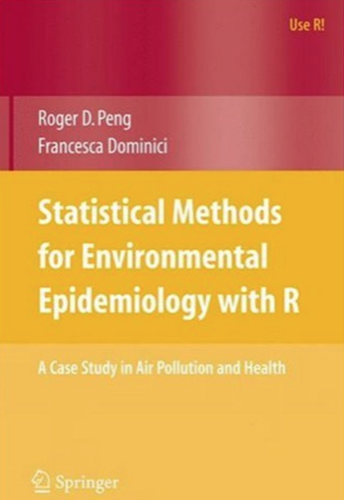 Use R!
Roger D. Peng
Francesca Dominici
Statistical Methods
for Environmental
Epidemiology with R
A Case Study in Air Pollution and Health
Springer